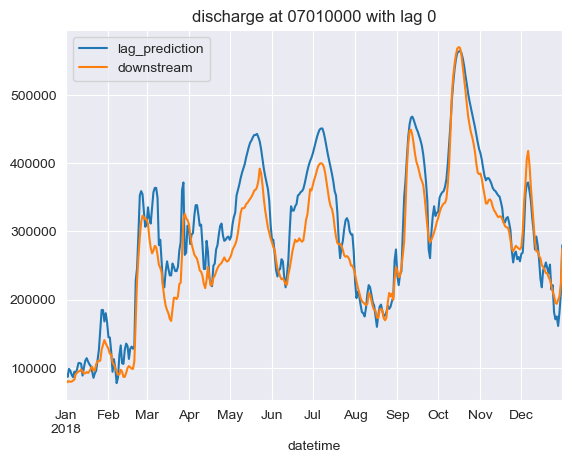 discharge at 07010000 with lag 0
lag_prediction
downstream
500000
400000
300000
200000
100000
Jan Feb Mar Apr May Jun Jul Aug Sep Oct Nov Dec
2018
datetime